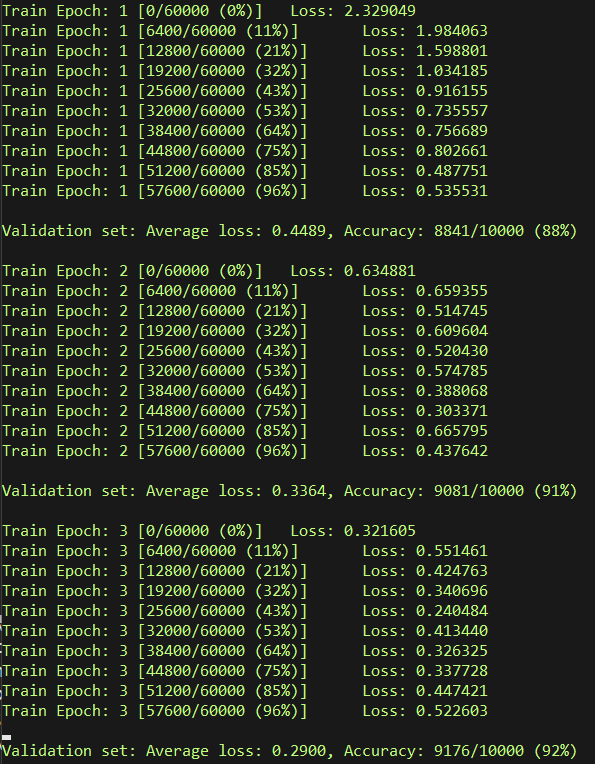 Train Epoch: 1 [0/60000 (0%)]   Loss: 2.329049
Train Epoch: 1 [6400/60000 (11%)]       Loss: 1.984063
Train Epoch: 1 [12800/60000 (21%)]      Loss: 1.598801
Train Epoch: 1 [19200/60000 (32%)]      Loss: 1.034185
Train Epoch: 1 [25600/60000 (43%)]      Loss: 0.916155
Train Epoch: 1 [32000/60000 (53%)]      Loss: 0.735557
Train Epoch: 1 [38400/60000 (64%)]      Loss: 0.756689
Train Epoch: 1 [44800/60000 (75%)]      Loss: 0.802661
Train Epoch: 1 [51200/60000 (85%)]      Loss: 0.487751
Train Epoch: 1 [57600/60000 (96%)]      Loss: 0.535531

Validation set: Average loss: 0.4489, Accuracy: 8841/10000 (88%)

Train Epoch: 2 [0/60000 (0%)]   Loss: 0.634881
Train Epoch: 2 [6400/60000 (11%)]       Loss: 0.659355
Train Epoch: 2 [12800/60000 (21%)]      Loss: 0.514745
Train Epoch: 2 [19200/60000 (32%)]      Loss: 0.609604
Train Epoch: 2 [25600/60000 (43%)]      Loss: 0.520430
Train Epoch: 2 [32000/60000 (53%)]      Loss: 0.574785
Train Epoch: 2 [38400/60000 (64%)]      Loss: 0.388068
Train Epoch: 2 [44800/60000 (75%)]      Loss: 0.303371
Train Epoch: 2 [51200/60000 (85%)]      Loss: 0.665795
Train Epoch: 2 [57600/60000 (96%)]      Loss: 0.437642

Validation set: Average loss: 0.3364, Accuracy: 9081/10000 (91%)

Train Epoch: 3 [0/60000 (0%)]   Loss: 0.321605
Train Epoch: 3 [6400/60000 (11%)]       Loss: 0.551461
Train Epoch: 3 [12800/60000 (21%)]      Loss: 0.424763
Train Epoch: 3 [19200/60000 (32%)]      Loss: 0.340696
Train Epoch: 3 [25600/60000 (43%)]      Loss: 0.240484
Train Epoch: 3 [32000/60000 (53%)]      Loss: 0.413440
Train Epoch: 3 [38400/60000 (64%)]      Loss: 0.326325
Train Epoch: 3 [44800/60000 (75%)]      Loss: 0.337728
Train Epoch: 3 [51200/60000 (85%)]      Loss: 0.447421
Train Epoch: 3 [57600/60000 (96%)]      Loss: 0.522603

Validation set: Average loss: 0.2900, Accuracy: 9176/10000 (92%)